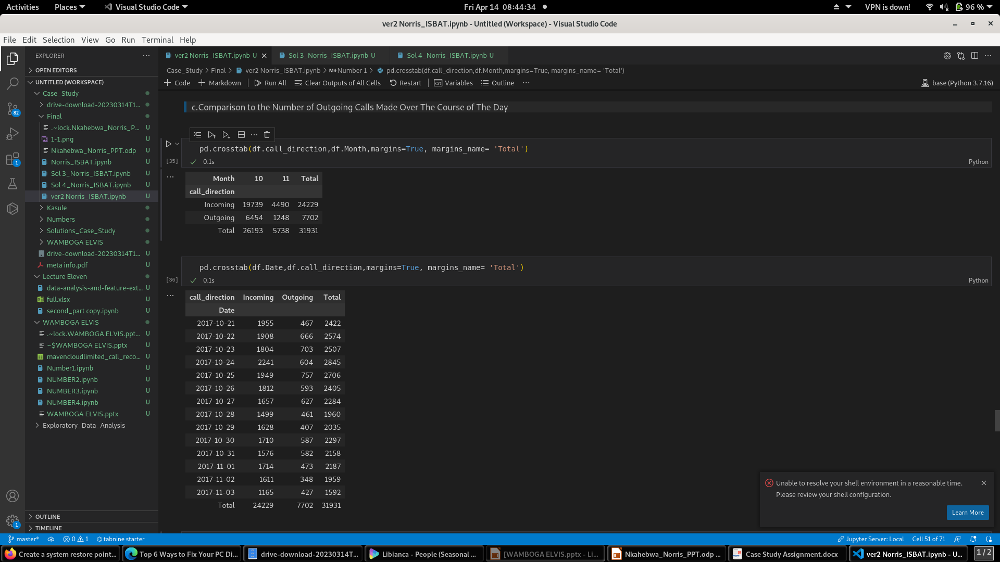 Activities Places Visual Studio Code Fri Apr 14 08:44:34 VPN is down! 96 %
ver2 Norris_ISBAT.ipynb - Untitled (Workspace) - Visual Studio Code
File Edit Selection View Go Run Terminal Help
EXPLORER
OPEN EDITORS
UNTITLED (WORKSPACE)
Case_Study
drive-download-20230314T1...
Final
.~lock.Nkahebwa_Norris_P... U
1-1.png U
Nkahebwa_Norris_PPT.odp U
Norris_ISBAT.ipynb U
Sol 3_Norris_ISBAT.ipynb U
Sol 4_Norris_ISBAT.ipynb U
ver2 Norris_ISBAT.ipynb U
Kasule
Numbers
Solutions_Case_Study
WAMBOGA ELVIS
drive-download-20230314T1... U
meta info.pdf U
Lecture Eleven
data-analysis-and-feature-ext... U
full.xlsx U
second_part copy.ipynb U
WAMBOGA ELVIS
.~lock.WAMBOGA ELVIS.ppt... U
~$WAMBOGA ELVIS.pptx U
mavencloudlimited_call_reco... U
Number1.ipynb U
NUMBER2.ipynb U
NUMBER3.ipynb U
NUMBER4.ipynb U
WAMBOGA ELVIS.pptx U
Exploratory_Data_Analysis
OUTLINE
TIMELINE
82
1
1
ver2 Norris_ISBAT.ipynb U Sol 3_Norris_ISBAT.ipynb U Sol 4_Norris_ISBAT.ipynb U
Case_Study > Final > ver2 Norris_ISBAT.ipynb > M Number 1 > pd.crosstab(df.call_direction,df.Month,margins=True, margins_name= 'Total')
+ Code + Markdown Run All Clear Outputs of All Cells Restart Variables Outline ... base (Python 3.7.16)
c.Comparison to the Number of Outgoing Calls Made Over The Course of The Day
pd.crosstab(df.call_direction,df.Month,margins=True, margins_name= 'Total')
[35] 0.1s Python
Month 10 11 Total
call_direction
Incoming 19739 4490 24229
Outgoing 6454 1248 7702
Total 26193 5738 31931
pd.crosstab(df.Date,df.call_direction,margins=True, margins_name= 'Total')
[36] 0.1s Python
call_direction Incoming Outgoing Total
Date
2017-10-21 1955 467 2422
2017-10-22 1908 666 2574
2017-10-23 1804 703 2507
2017-10-24 2241 604 2845
2017-10-25 1949 757 2706
2017-10-26 1812 593 2405
2017-10-27 1657 627 2284
2017-10-28 1499 461 1960
2017-10-29 1628 407 2035
2017-10-30 1710 587 2297
2017-10-31 1576 582 2158
2017-11-01 1714 473 2187
2017-11-02 1611 348 1959
2017-11-03 1165 427 1592
Total 24229 7702 31931
Unable to resolve your shell environment in a reasonable time.
Please review your shell configuration.
Learn More
master* 0 1 tabnine starter Jupyter Server: Local Cell 51 of 71
Create a system restore point... Top 6 Ways to Fix Your PC Di... drive-download-20230314T... Libianca - People (Seasonal ... [WAMBOGA ELVIS.pptx - Li... Nkahebwa_Norris_PPT.odp ... Case Study Assignment.docx ver2 Norris_ISBAT.ipynb - U... 1 / 2